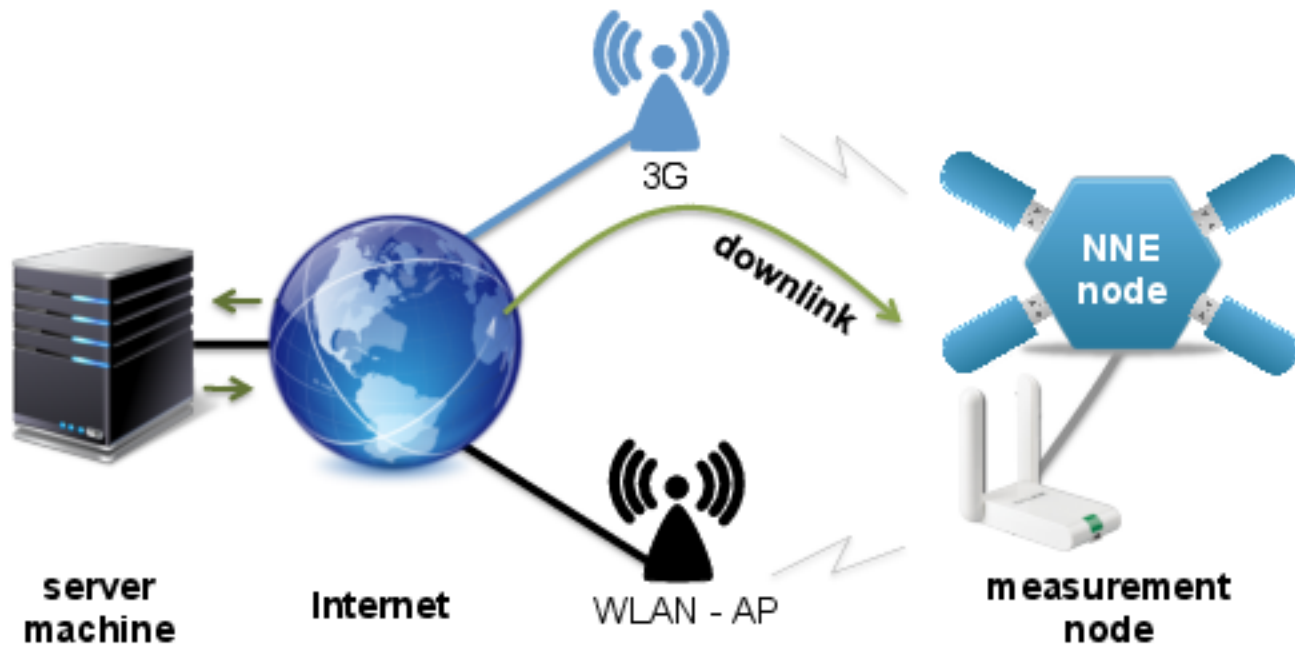 3G
downlink
NNE
node
server
machine
Internet
WLAN - AP
measurement
node